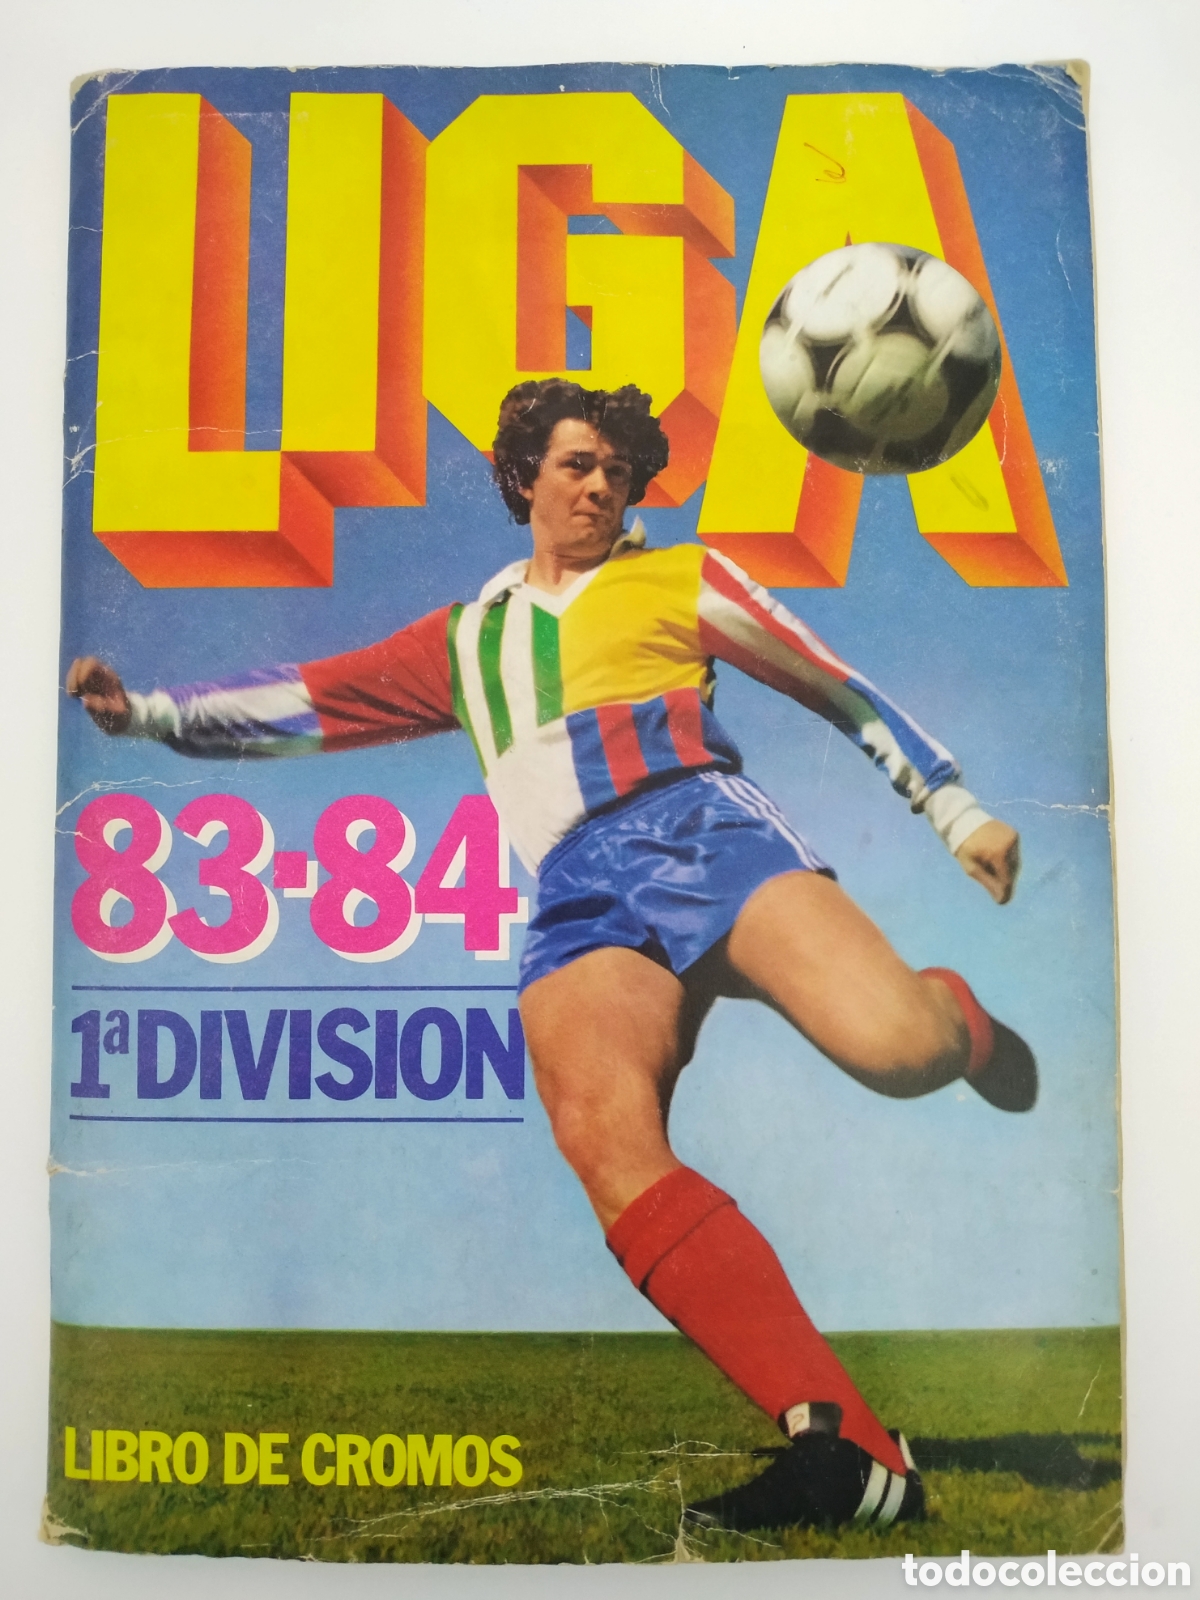 LIGA
83-84
1ª DIVISION
LIBRO DE CROMOS
todocoleccion